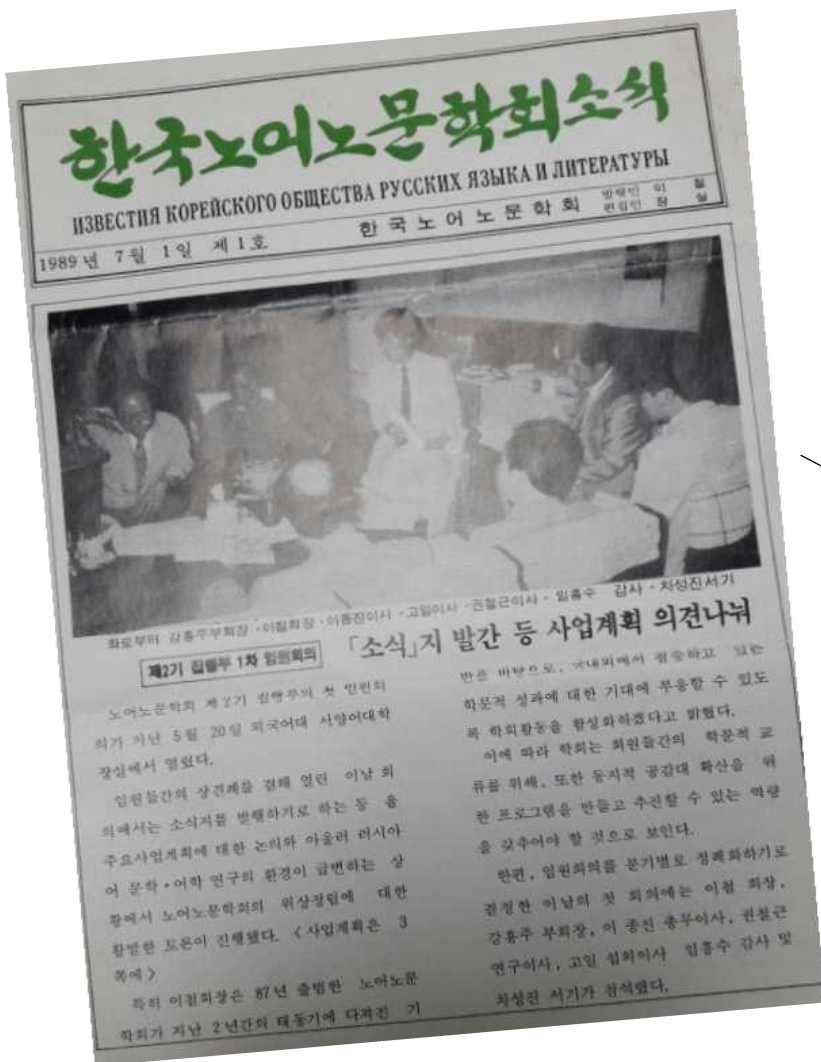 한국노어노문학회소식
ИЗВЕСТИЯ КОРЕЙСКОГО ОБЩЕСТВА РУССКИХ ЯЗЫКА И ЛИТЕРАТУРЫ
1989년 7월 1일 제1호
한국노어노문학회
발행인 이 철
편집인 장 실
좌로부터 강흥주부회장·이철회장·이종진이사·고일이사·권철근이사·임흥수 감사·차성진서기
제2기 집행부 1차 임원회의
「소식」지 발간 등 사업계획 의견나눠
노어노문학회 제2기 집행부의 첫 임원회
의가 지난 5월 20일 외국어대 서양어대학
장실에서 열렸다.
임원들간의 상견례를 겸해 열린 이날 회
의에서는 소식지를 발행하기로 하는 등 올
주요사업계획에 대한 논의와 아울러 러시아
어 문학·어학 연구의 환경이 급변하는 상
황에서 노어노문학회의 위상정립에 대한
활발한 토론이 진행됐다. <사업계획은 3
쪽에>
특히 이철회장은 87년 출범한 노어노문
학회가 지난 2년간의 태동기에 다져진 기
반을 바탕으로, 국내외에서 점증하고 있는
학문적 성과에 대한 기대에 부응할 수 있도
록 학회활동을 활성화하겠다고 밝혔다.
이에 따라 학회는 회원들간의 학문적 교
류를 위해, 또한 동지적 공감대 확산을 위
한 프로그램을 만들고 추진할 수 있는 역량
을 갖추어야 할 것으로 보인다.
한편, 임원회의를 분기별로 정례화하기로
결정한 이날의 첫 회의에는 이철 회장,
강흥주 부회장, 이 종진 총무이사, 권철근
연구이사, 고일 섭외이사 임흥수 감사 및
차성진 서기가 참석했다.